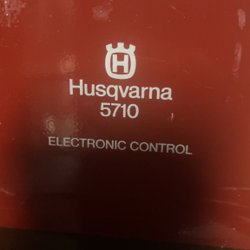 H
Husqvarna
5710
ELECTRONIC CONTROL